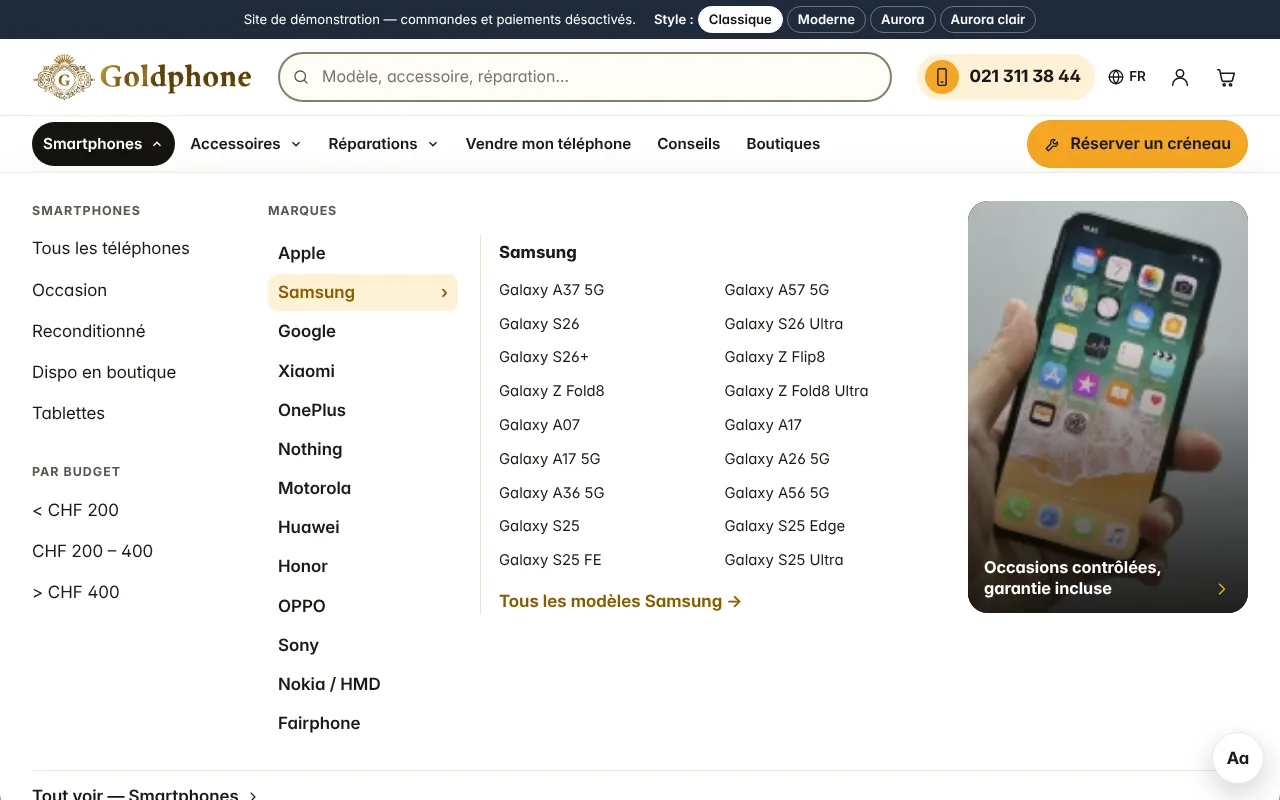 Site de démonstration — commandes et paiements désactivés. Style : Classique Moderne Aurora Aurora clair
G Goldphone
Modèle, accessoire, réparation...
021 311 38 44
FR
Smartphones
Accessoires
Réparations
Vendre mon téléphone
Conseils
Boutiques
Réserver un créneau
SMARTPHONES
Tous les téléphones
Occasion
Reconditionné
Dispo en boutique
Tablettes
PAR BUDGET
< CHF 200
CHF 200 – 400
> CHF 400
MARQUES
Apple
Samsung ›
Google
Xiaomi
OnePlus
Nothing
Motorola
Huawei
Honor
OPPO
Sony
Nokia / HMD
Fairphone
Samsung
Galaxy A37 5G
Galaxy A57 5G
Galaxy S26
Galaxy S26 Ultra
Galaxy S26+
Galaxy Z Flip8
Galaxy Z Fold8
Galaxy Z Fold8 Ultra
Galaxy A07
Galaxy A17
Galaxy A17 5G
Galaxy A26 5G
Galaxy A36 5G
Galaxy A56 5G
Galaxy S25
Galaxy S25 Edge
Galaxy S25 FE
Galaxy S25 Ultra
Tous les modèles Samsung →
Occasions contrôlées,
garantie incluse
Aa
Tout voir — Smartphones